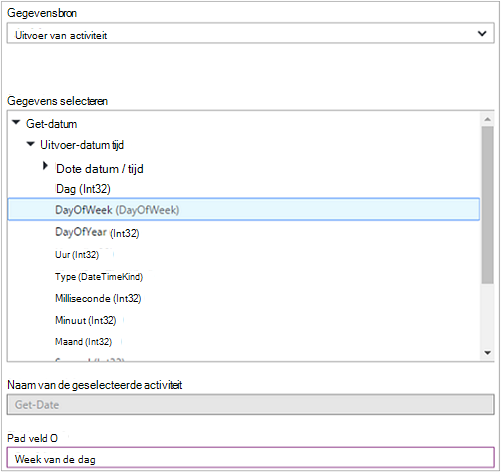 Gegevensbron
Uitvoer van activiteit
Gegevens selecteren
Get-datum
Uitvoer-datum tijd
Dote datum / tijd
Dag (Int32)
DayOfWeek (DayOfWeek)
DayOfYear (Int32)
Uur (Int32)
Type (DateTimeKind)
Milliseconde (Int32)
Minuut (Int32)
Maand (Int32)
Naam van de geselecteerde activiteit
Get-Date
Pad veld O
Week van de dag